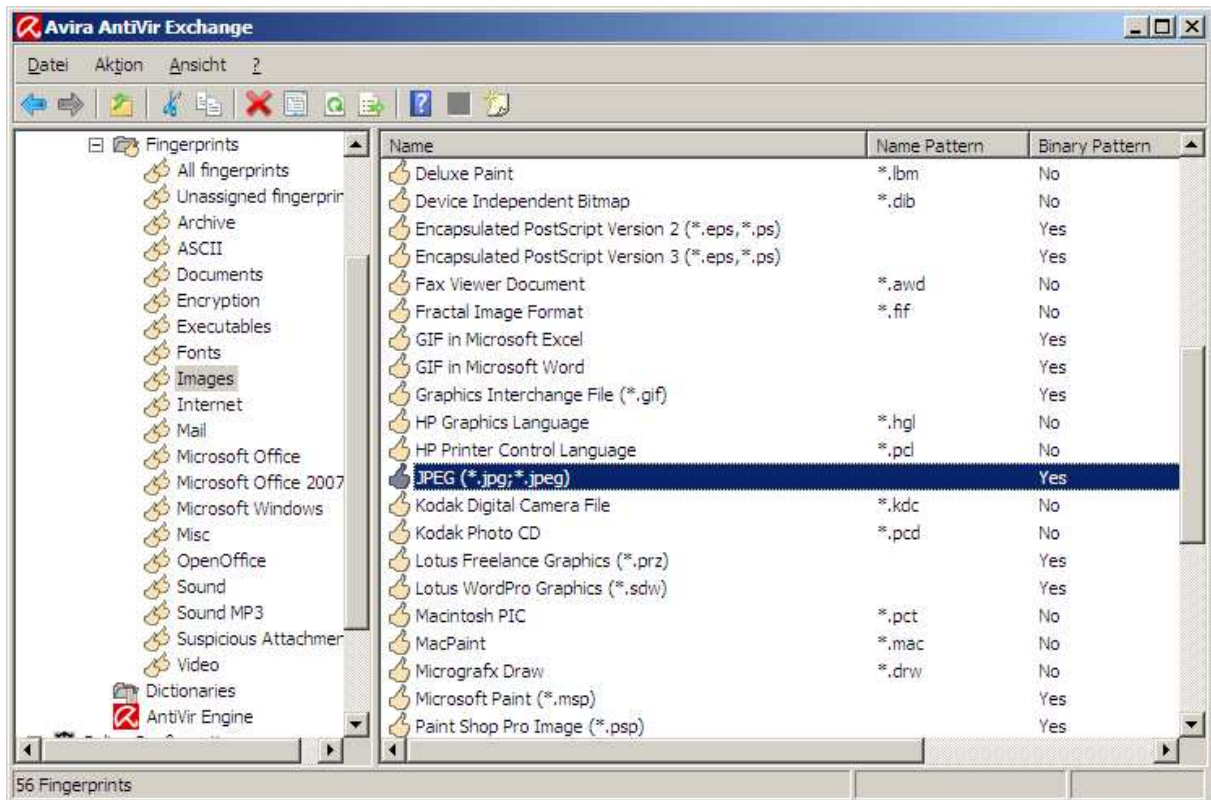 Avira AntiVir Exchange
Datei Aktion Ansicht ?
Fingerprints
All fingerprints
Unassigned fingerprin
Archive
ASCII
Documents
Encryption
Executables
Fonts
Images
Internet
Mail
Microsoft Office
Microsoft Office 2007
Microsoft Windows
Misc
OpenOffice
Sound
Sound MP3
Suspicious Attachmer
Video
Dictionaries
AntiVir Engine
Name Name Pattern Binary Pattern
Deluxe Paint *.lbm No
Device Independent Bitmap *.dib No
Encapsulated PostScript Version 2 (*.eps,*.ps) Yes
Encapsulated PostScript Version 3 (*.eps,*.ps) Yes
Fax Viewer Document *.awd No
Fractal Image Format *.fif No
GIF in Microsoft Excel Yes
GIF in Microsoft Word Yes
Graphics Interchange File (*.gif) Yes
HP Graphics Language *.hgl No
HP Printer Control Language *.pcl No
JPEG (*.jpg;*.jpeg) Yes
Kodak Digital Camera File *.kdc No
Kodak Photo CD *.pcd No
Lotus Freelance Graphics (*.prz) Yes
Lotus WordPro Graphics (*.sdw) Yes
Macintosh PIC *.pct No
MacPaint *.mac No
Micrografx Draw *.drw No
Microsoft Paint (*.msp) Yes
Paint Shop Pro Image (*.psp) Yes
56 Fingerprints